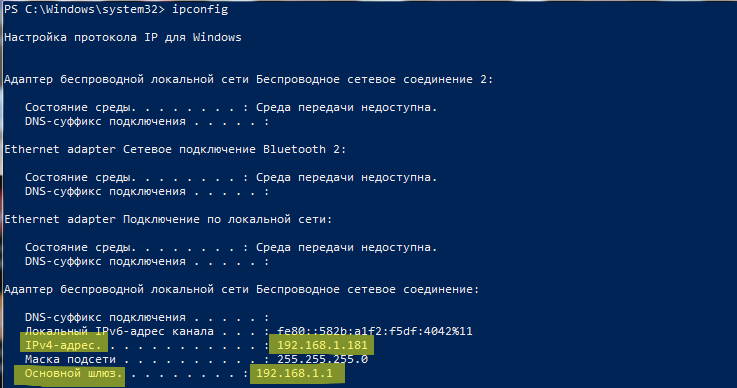 PS C:\Windows\system32> ipconfig
Настройка протокола IP для Windows
Адаптер беспроводной локальной сети Беспроводное сетевое соединение 2:
Состояние среды. . . . . . . . : Среда передачи недоступна.
DNS-суффикс подключения . . . . . :
Ethernet adapter Сетевое подключение Bluetooth 2:
Состояние среды. . . . . . . . : Среда передачи недоступна.
DNS-суффикс подключения . . . . . :
Ethernet adapter Подключение по локальной сети:
Состояние среды. . . . . . . . : Среда передачи недоступна.
DNS-суффикс подключения . . . . . :
Адаптер беспроводной локальной сети Беспроводное сетевое соединение:
DNS-суффикс подключения . . . . . :
Локальный IPv6-адрес канала . . . : fe80::582b:a1f2:f5df:4042%11
IPv4-адрес. . . . . . . . . . . . : 192.168.1.181
Маска подсети . . . . . . . . . . : 255.255.255.0
Основной шлюз. . . . . . . . . : 192.168.1.1